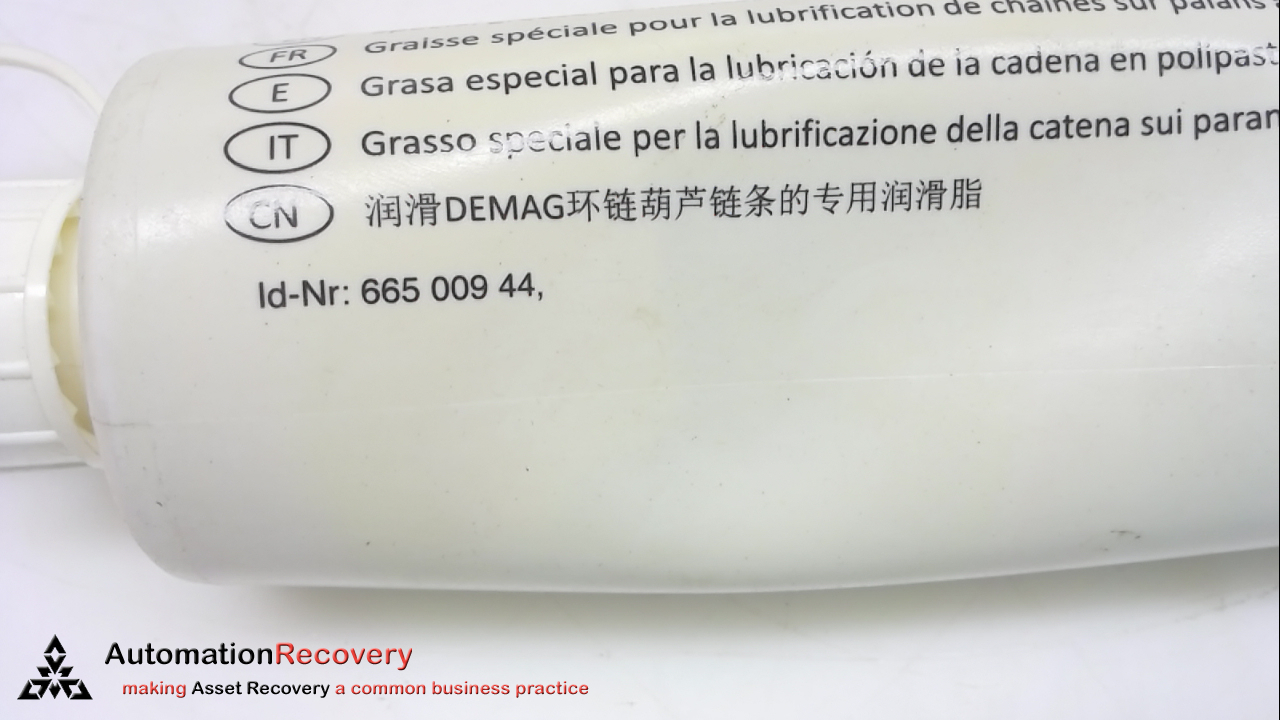 FR Graisse spéciale pour la lubrification de chaînes sur palans
E Grasa especial para la lubricación de la cadena en polipast
IT Grasso speciale per la lubrificazione della catena sui paran
CN 润滑DEMAG环链葫芦链条的专用润滑脂
Id-Nr: 665 009 44,
AutomationRecovery
making Asset Recovery a common business practice